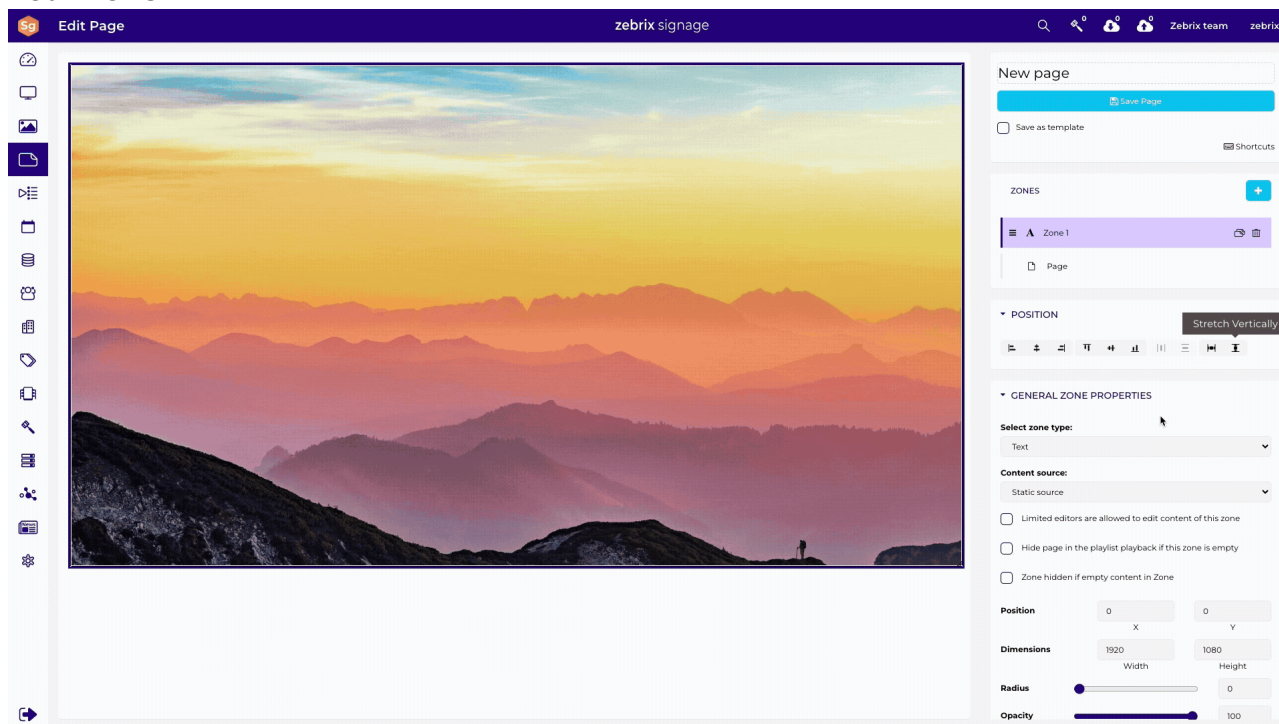 Sg
Edit Page
zebrix signage
0
0
0
Zebrix team
zebrix
New page
Save Page
Save as template
Shortcuts
ZONES
+
A Zone 1
Page
POSITION
Stretch Vertically
GENERAL ZONE PROPERTIES
Select zone type:
Text
Content source:
Static source
Limited editors are allowed to edit content of this zone
Hide page in the playlist playback if this zone is empty
Zone hidden if empty content in Zone
Position 0 0
X Y
Dimensions 1920 1080
Width Height
Radius 0
Opacity 100